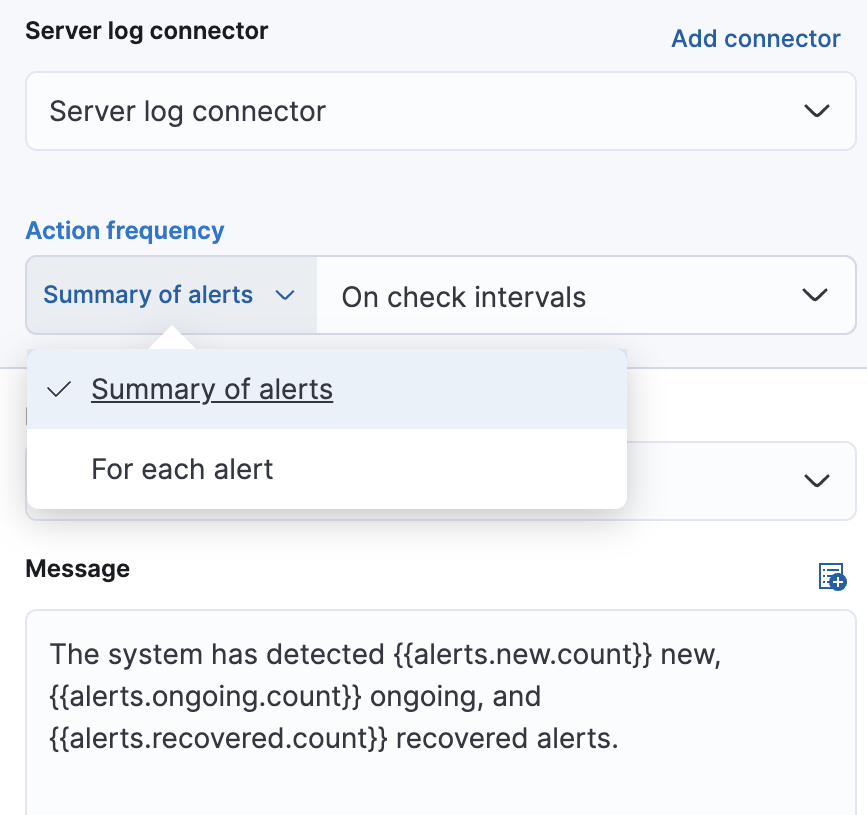 Server log connector
Add connector
Server log connector
Action frequency
Summary of alerts
On check intervals
Summary of alerts
For each alert
Message
The system has detected {{alerts.new.count}} new,
{{alerts.ongoing.count}} ongoing, and
{{alerts.recovered.count}} recovered alerts.